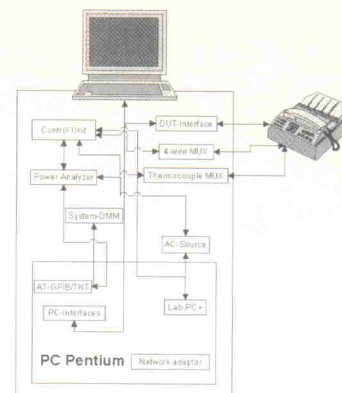 DUT-Interface
Control Unit
4-wire MUX
Power Analyzer
Thermocouple MUX
System-DMM
AC-Source
AT-GPIB/TNT
Lab-PC+
PC-Interfaces
PC Pentium
Network adaptor